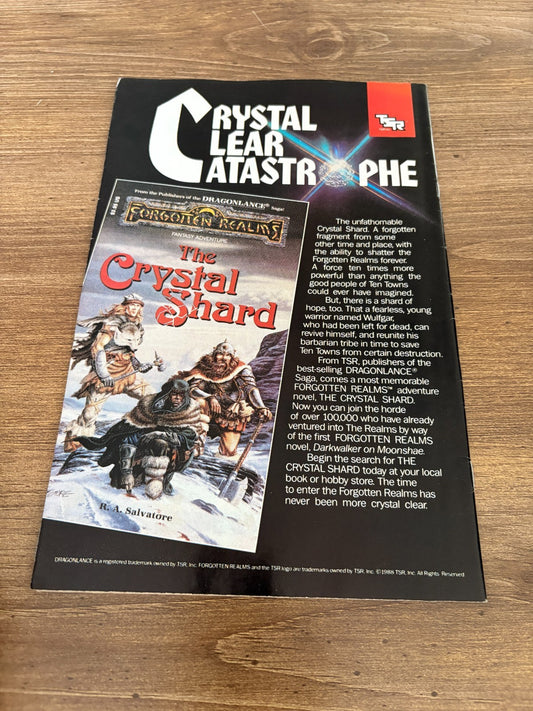 CRYSTAL
CLEAR
CATASTROPHE
TSR
From the Publishers of the DRAGONLANCE® Saga!
FORGOTTEN REALMS
FANTASY ADVENTURE
The
Crystal
Shard
R. A. Salvatore
The unfathomable
Crystal Shard. A forgotten
fragment from some
other time and place, with
the ability to shatter the
Forgotten Realms forever.
A force ten times more
powerful than anything the
good people of Ten Towns
could ever have imagined.
But, there is a shard of
hope, too. That a fearless, young
warrior named Wulfgar,
who had been left for dead, can
revive himself, and reunite his
barbarian tribe in time to save
Ten Towns from certain destruction.
From TSR, publishers of the
best-selling DRAGONLANCE®
Saga, comes a most memorable
FORGOTTEN REALMS™ adventure
novel, THE CRYSTAL SHARD.
Now you can join the horde
of over 100,000 who have already
ventured into The Realms by way
of the first FORGOTTEN REALMS
novel, Darkwalker on Moonshae.
Begin the search for THE
CRYSTAL SHARD today at your local
book or hobby store. The time
to enter the Forgotten Realms has
never been more crystal clear.
DRAGONLANCE is a registered trademark owned by TSR, Inc. FORGOTTEN REALMS and the TSR logo are trademarks owned by TSR, Inc. ©1988 TSR, Inc. All Rights Reserved